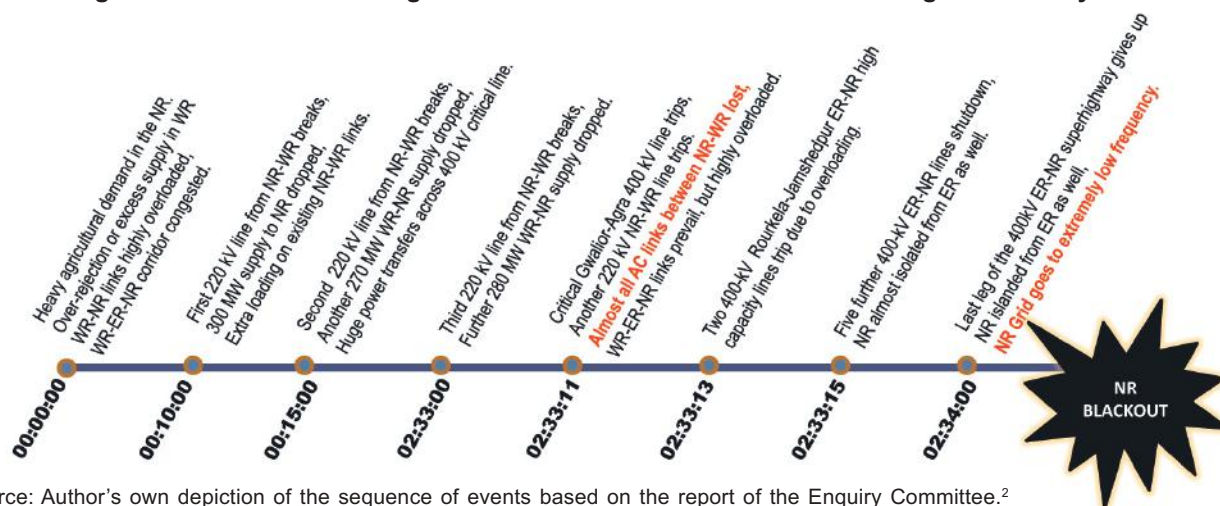 Heavy agricultural demand in the NR.
Over-rejection or excess supply in WR
WR-NR links highly overloaded,
WR-ER-NR corridor congested.
First 220 kV line from NR-WR breaks,
300 MW supply to NR dropped,
Extra loading on existing NR-WR links.
Second 220 kV line from NR-WR breaks,
Another 270 MW WR-NR supply dropped,
Huge power transfers across 400 kV critical line.
Third 220 kV line from NR-WR breaks,
Further 280 MW WR-NR supply dropped.
Critical Gwalior-Agra 400 kV line trips,
Another 220 kV NR-WR line trips.
Almost all AC links between NR-WR lost,
WR-ER-NR links prevail, but highly overloaded.
Two 400-kV Rourkela-Jamshedpur ER-NR high
capacity lines trip due to overloading.
Five further 400-kV ER-NR lines shutdown,
NR almost isolated from ER as well.
Last leg of the 400kV ER-NR superhighway gives up
NR islanded from ER as well,
NR Grid goes to extremely low frequency.
00:00:00
00:10:00
00:15:00
02:33:00
02:33:11
02:33:13
02:33:15
02:34:00
NR
BLACKOUT
rce: Author's own depiction of the sequence of events based on the report of the Enquiry Committee.²